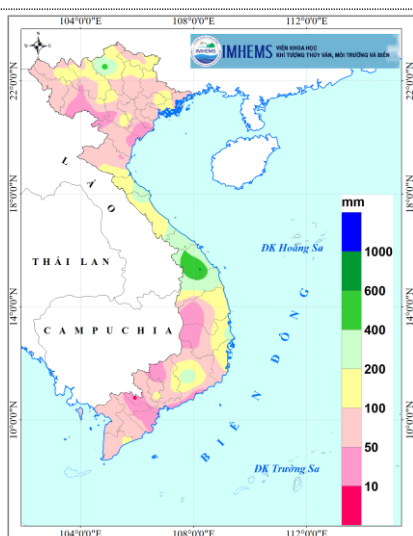 104°0'0"E 108°0'0"E 112°0'0"E
IMHEMS VIỆN KHOA HỌC
KHÍ TƯỢNG THỦY VĂN, MÔI TRƯỜNG VÀ BIỂN
22°0'0"N
22°0'0"N
LÀO
18°0'0"N
18°0'0"N
mm
ĐK Hoàng Sa
THÁI LAN
1000
600
14°0'0"N
14°0'0"N
CAMPUCHIA
400
BIỂN ĐÔNG
200
100
10°0'0"N
10°0'0"N
50
ĐK Trường Sa
10
104°0'0"E 108°0'0"E 112°0'0"E